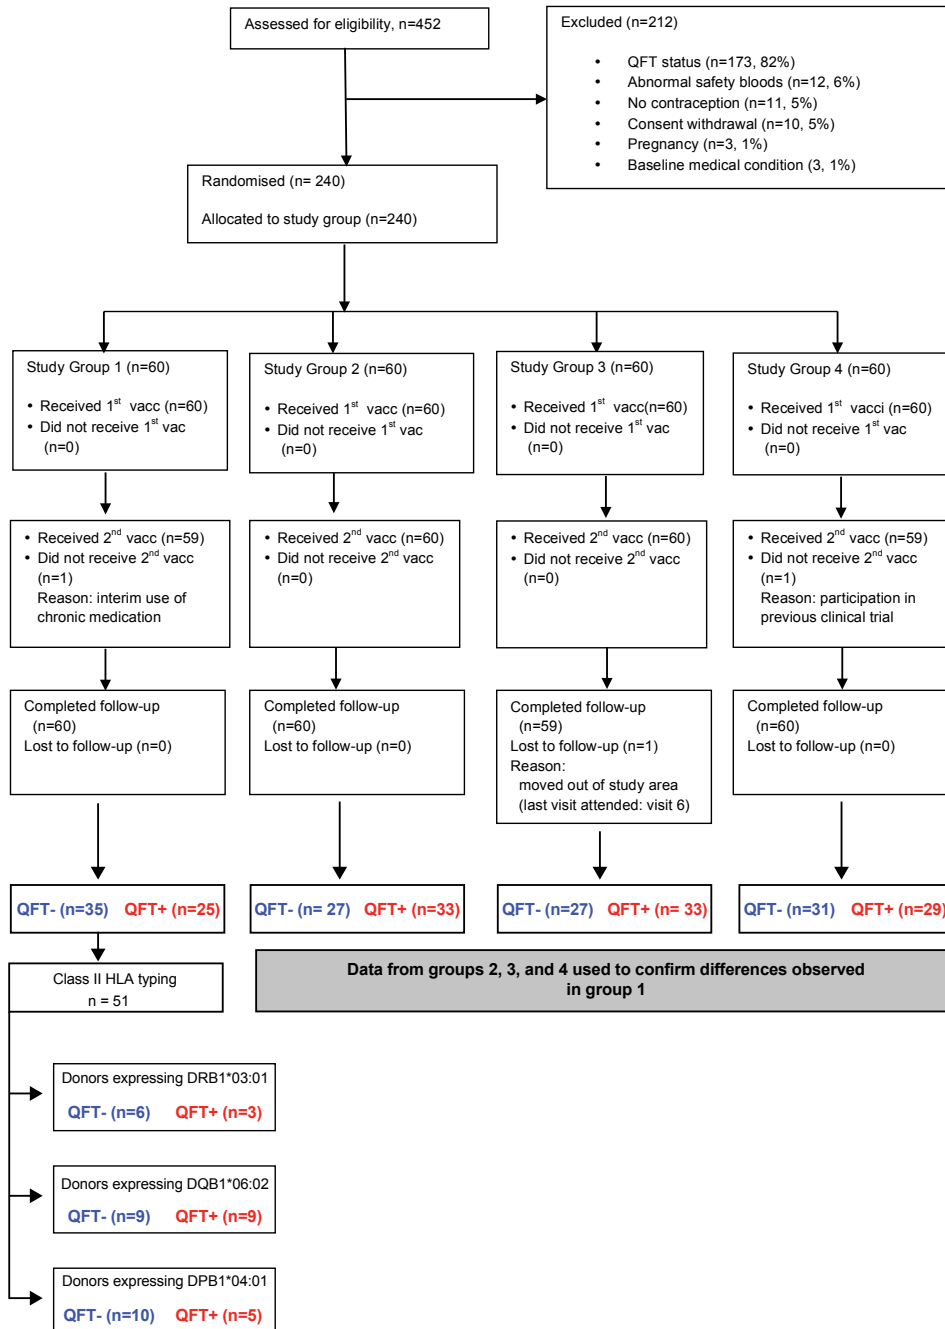 Assessed for eligibility, n=452
Excluded (n=212)
• QFT status (n=173, 82%)
• Abnormal safety bloods (n=12, 6%)
• No contraception (n=11, 5%)
• Consent withdrawal (n=10, 5%)
• Pregnancy (n=3, 1%)
• Baseline medical condition (3, 1%)
Randomised (n= 240)
Allocated to study group (n=240)
Study Group 1 (n=60)
• Received 1st vacc (n=60)
• Did not receive 1st vac
(n=0)
Study Group 2 (n=60)
• Received 1st vacc (n=60)
• Did not receive 1st vac
(n=0)
Study Group 3 (n=60)
• Received 1st vacc(n=60)
• Did not receive 1st vac
(n=0)
Study Group 4 (n=60)
• Received 1st vacci (n=60)
• Did not receive 1st vac
(n=0)
• Received 2nd vacc (n=59)
• Did not receive 2nd vacc
(n=1)
Reason: interim use of
chronic medication
• Received 2nd vacc (n=60)
• Did not receive 2nd vacc
(n=0)
• Received 2nd vacc (n=60)
• Did not receive 2nd vacc
(n=0)
• Received 2nd vacc (n=59)
• Did not receive 2nd vacc
(n=1)
Reason: participation in
previous clinical trial
Completed follow-up
(n=60)
Lost to follow-up (n=0)
Completed follow-up
(n=60)
Lost to follow-up (n=0)
Completed follow-up
(n=59)
Lost to follow-up (n=1)
Reason:
moved out of study area
(last visit attended: visit 6)
Completed follow-up
(n=60)
Lost to follow-up (n=0)
QFT- (n=35) QFT+ (n=25)
QFT- (n= 27) QFT+ (n=33)
QFT- (n=27) QFT+ (n= 33)
QFT- (n=31) QFT+ (n=29)
Class II HLA typing
n = 51
Data from groups 2, 3, and 4 used to confirm differences observed
in group 1
Donors expressing DRB1*03:01
QFT- (n=6) QFT+ (n=3)
Donors expressing DQB1*06:02
QFT- (n=9) QFT+ (n=9)
Donors expressing DPB1*04:01
QFT- (n=10) QFT+ (n=5)